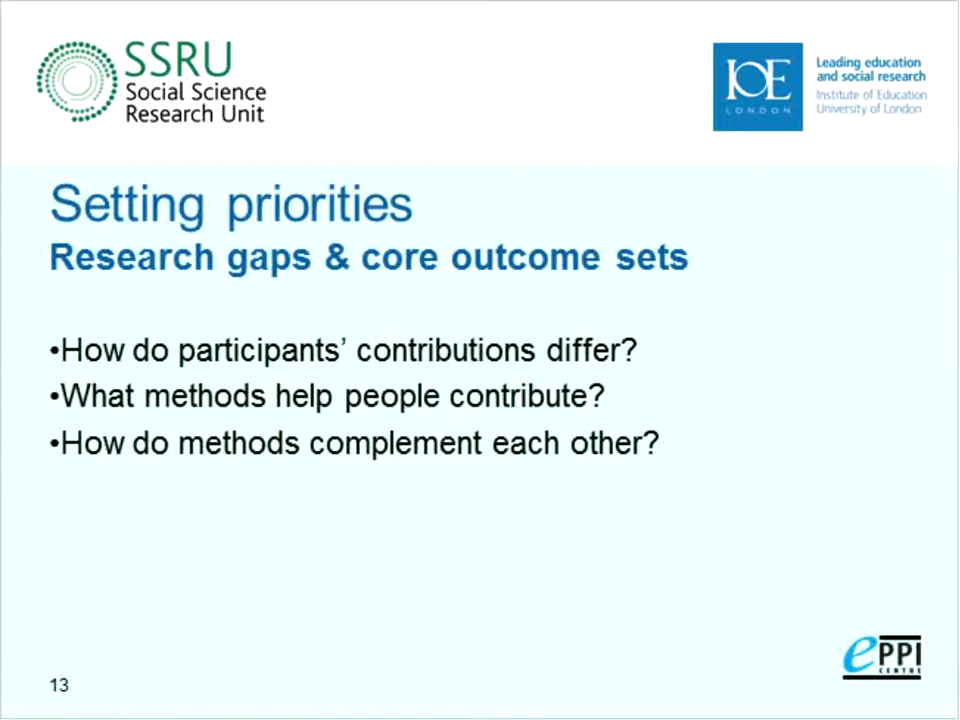 SSRU
Social Science
Research Unit
IOE
LONDON
Leading education
and social research
Institute of Education
University of London
Setting priorities
Research gaps & core outcome sets
•How do participants’ contributions differ?
•What methods help people contribute?
•How do methods complement each other?
13
ePPI
CENTRE